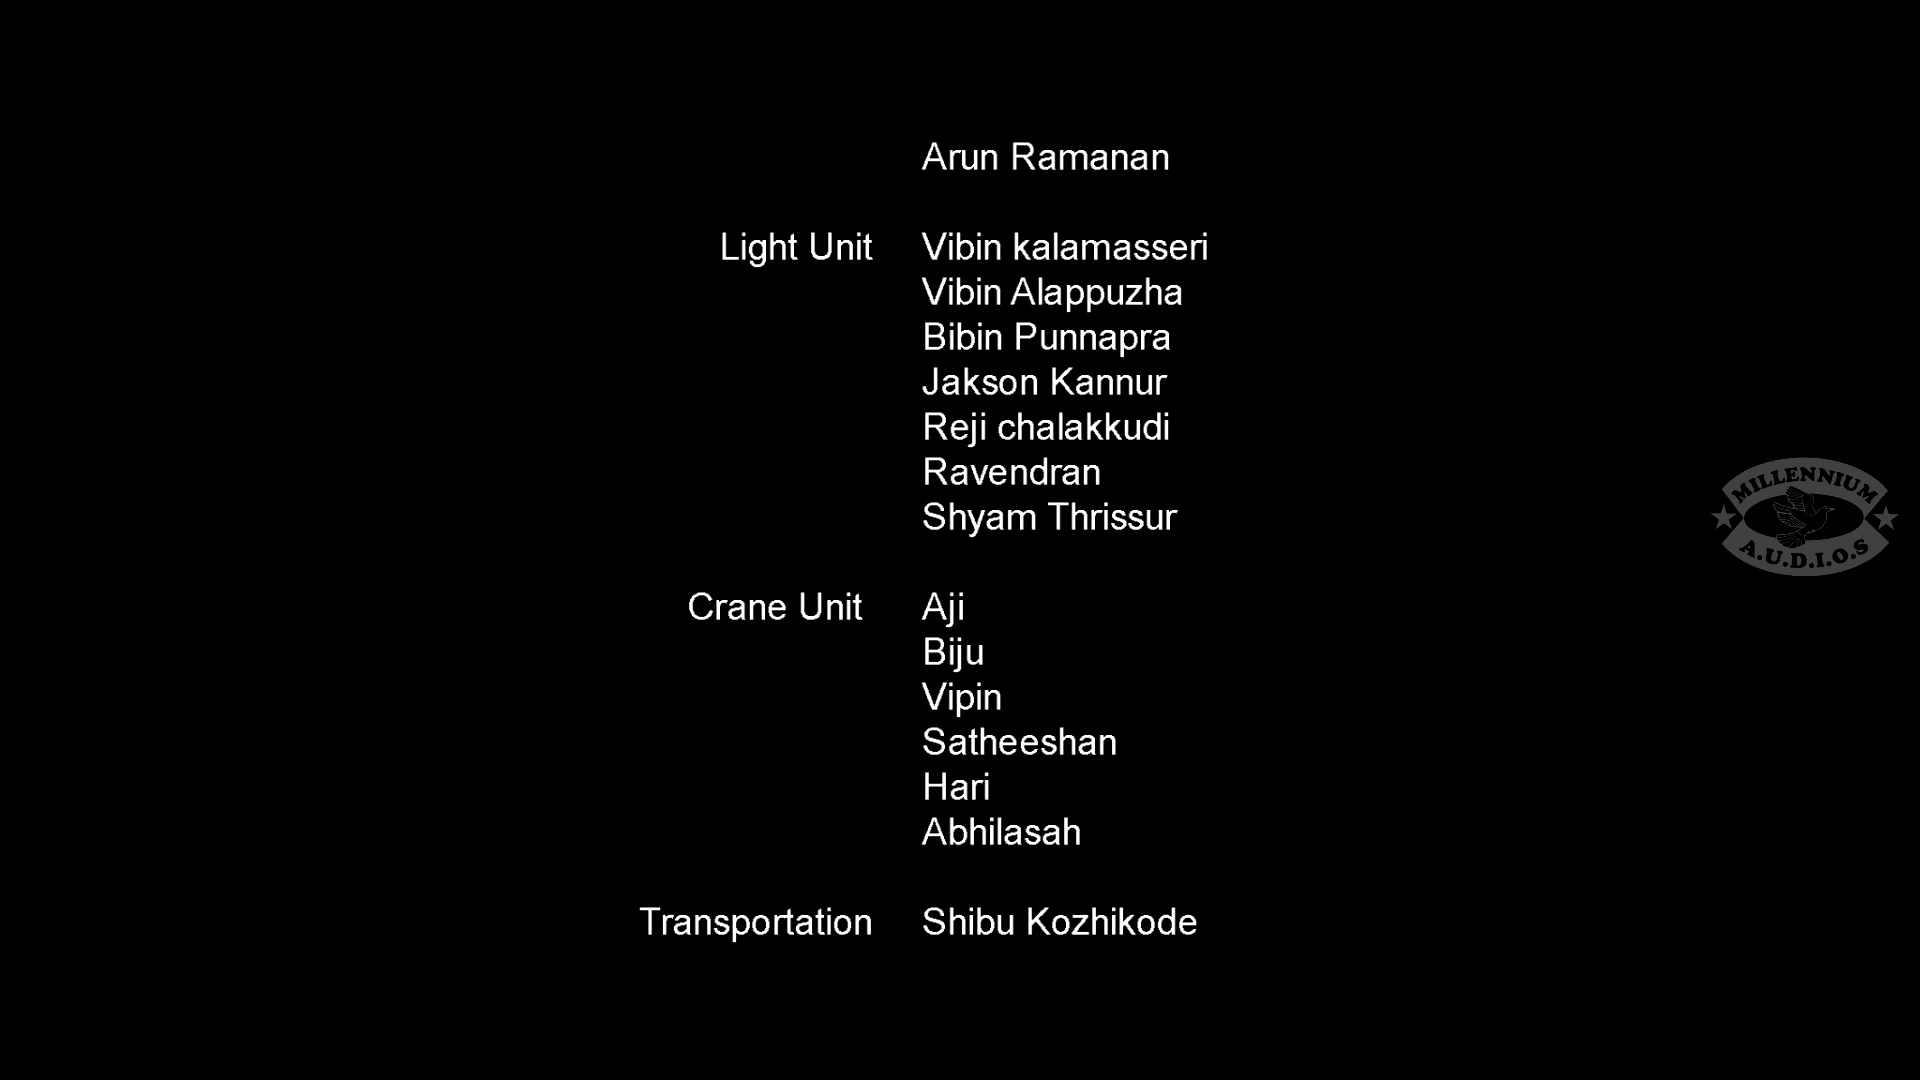 Arun Ramanan
Light Unit Vibin kalamasseri
Vibin Alappuzha
Bibin Punnapra
Jakson Kannur
Reji chalakkudi
Ravendran
Shyam Thrissur
MILLENNIUM
A.U.D.I.O.S
Crane Unit Aji
Biju
Vipin
Satheeshan
Hari
Abhilasah
Transportation Shibu Kozhikode